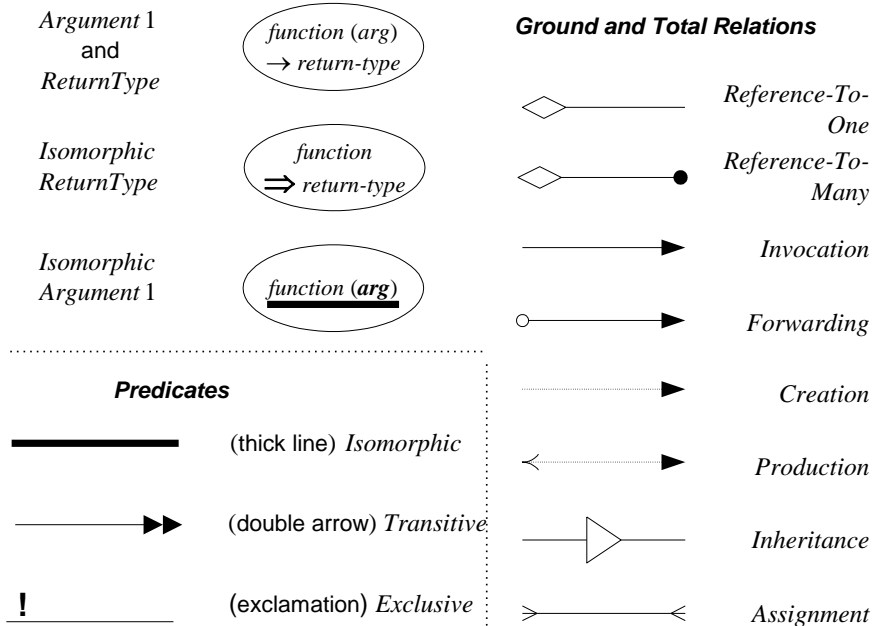 Argument 1
and
ReturnType
function (arg)
→ return-type
Isomorphic
ReturnType
function
⇒ return-type
Isomorphic
Argument 1
function (arg)
Predicates
(thick line) Isomorphic
(double arrow) Transitive
!
(exclamation) Exclusive
Ground and Total Relations
Reference-To-
One
Reference-To-
Many
Invocation
Forwarding
Creation
Production
Inheritance
Assignment